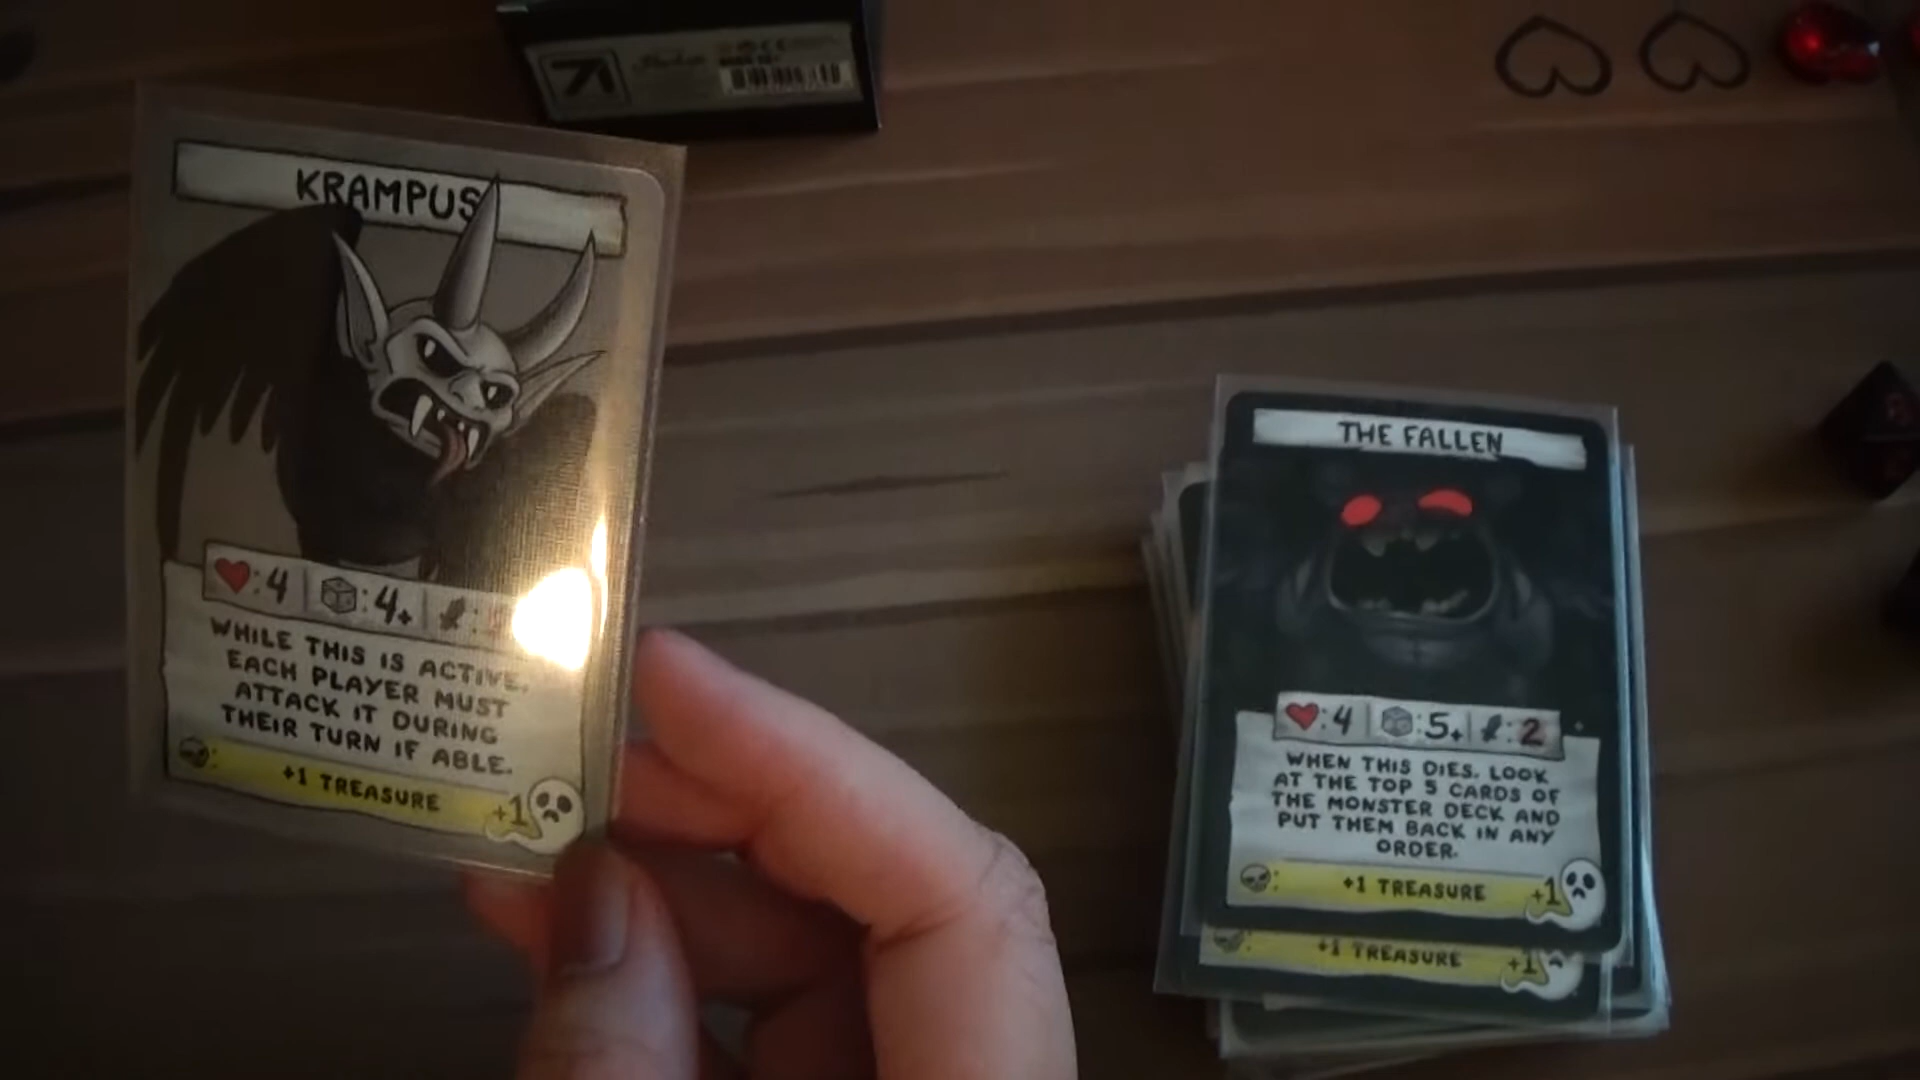 KRAMPUS
:4 :4+ :
WHILE THIS IS ACTIVE,
EACH PLAYER MUST
ATTACK IT DURING
THEIR TURN IF ABLE.
: +1 TREASURE +1
THE FALLEN
:4 :5+ :2
WHEN THIS DIES, LOOK
AT THE TOP 5 CARDS OF
THE MONSTER DECK AND
PUT THEM BACK IN ANY
ORDER.
: +1 TREASURE +1
: +1 TREASURE +1